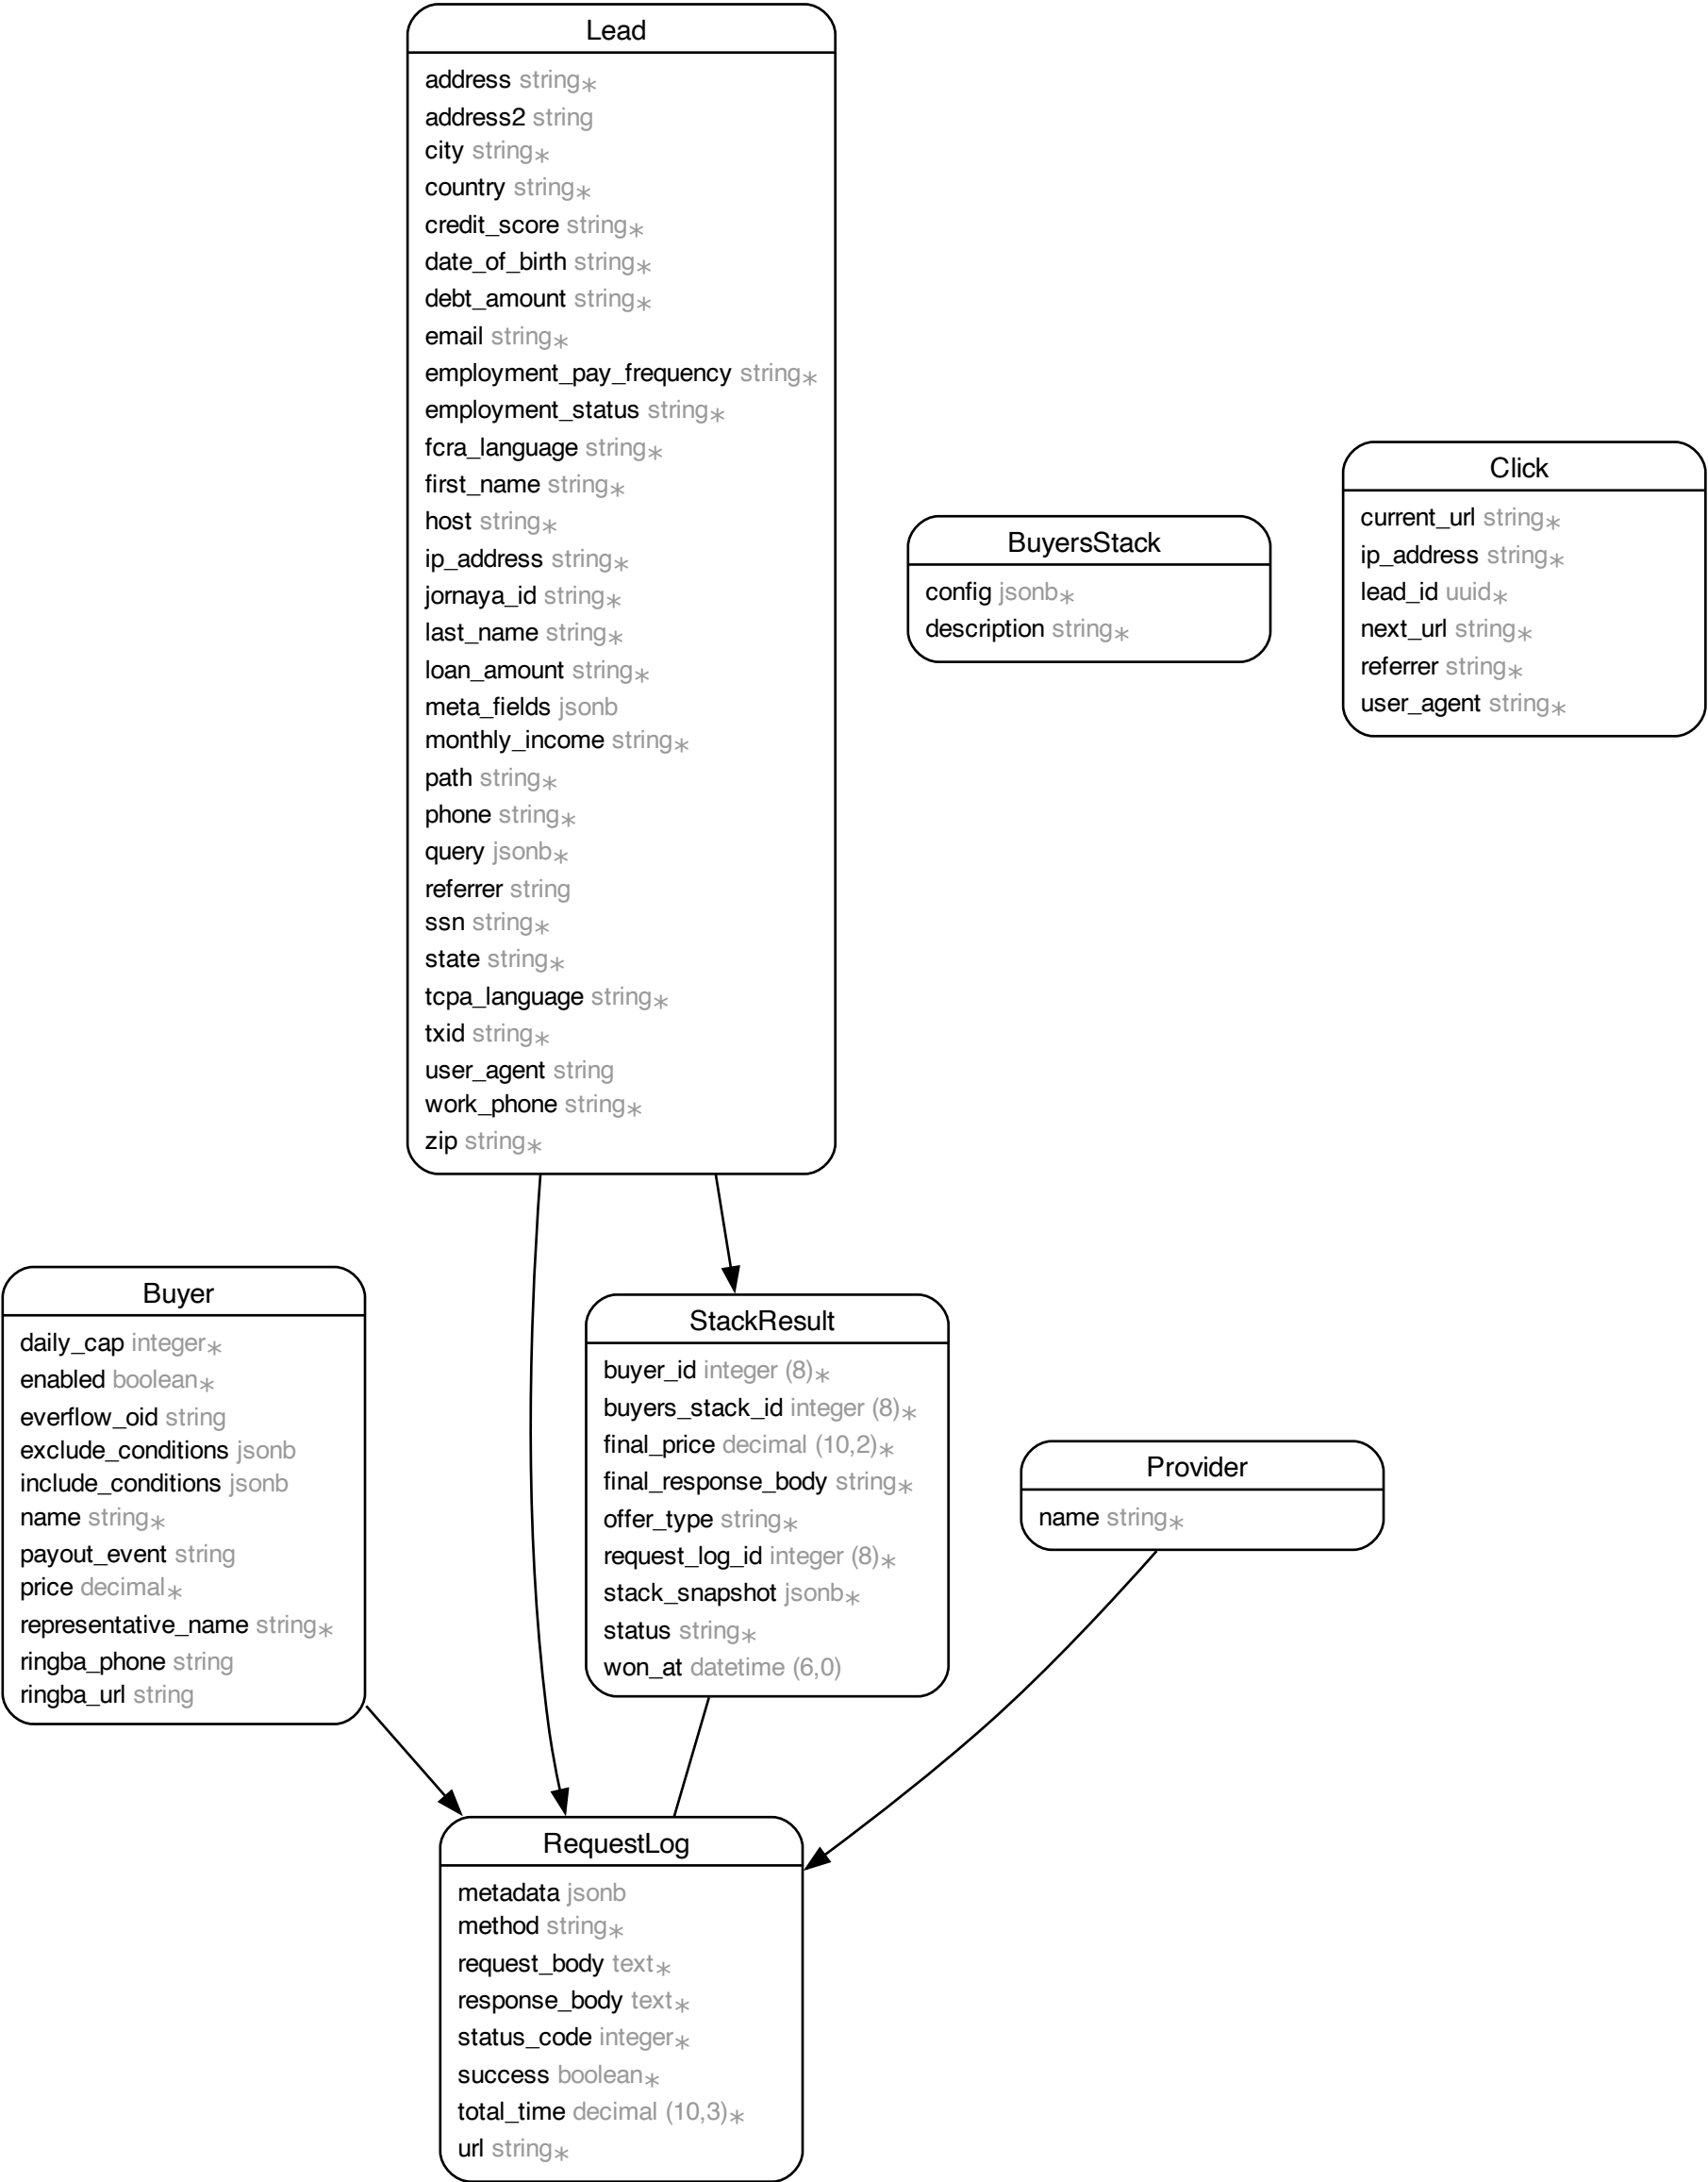 Lead
address string*
address2 string
city string*
country string*
credit_score string*
date_of_birth string*
debt_amount string*
email string*
employment_pay_frequency string*
employment_status string*
fcra_language string*
first_name string*
host string*
ip_address string*
jornaya_id string*
last_name string*
loan_amount string*
meta_fields jsonb
monthly_income string*
path string*
phone string*
query jsonb*
referrer string
ssn string*
state string*
tcpa_language string*
txid string*
user_agent string
work_phone string*
zip string*
BuyersStack
config jsonb*
description string*
Click
current_url string*
ip_address string*
lead_id uuid*
next_url string*
referrer string*
user_agent string*
Buyer
daily_cap integer*
enabled boolean*
everflow_oid string
exclude_conditions jsonb
include_conditions jsonb
name string*
payout_event string
price decimal*
representative_name string*
ringba_phone string
ringba_url string
StackResult
buyer_id integer (8)*
buyers_stack_id integer (8)*
final_price decimal (10,2)*
final_response_body string*
offer_type string*
request_log_id integer (8)*
stack_snapshot jsonb*
status string*
won_at datetime (6,0)
Provider
name string*
RequestLog
metadata jsonb
method string*
request_body text*
response_body text*
status_code integer*
success boolean*
total_time decimal (10,3)*
url string*